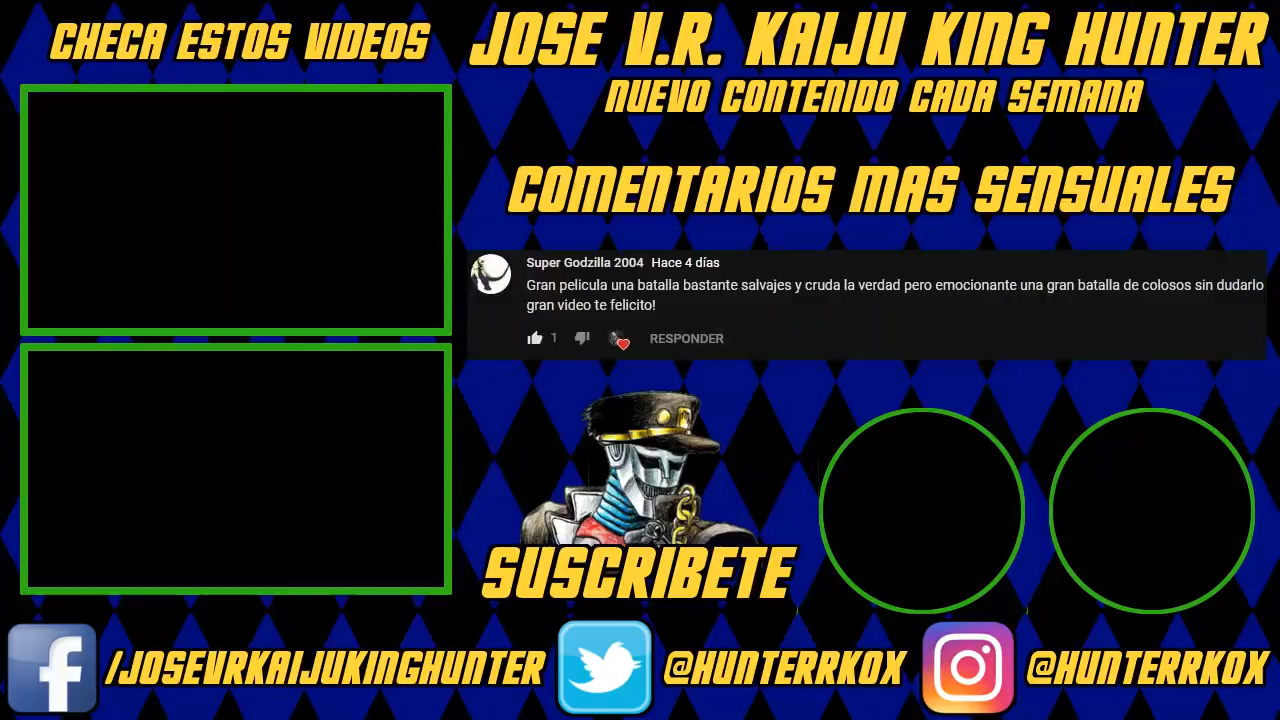 CHECA ESTOS VIDEOS
JOSE V.R. KAIJU KING HUNTER
NUEVO CONTENIDO CADA SEMANA
COMENTARIOS MAS SENSUALES
Super Godzilla 2004 Hace 4 días
Gran pelicula una batalla bastante salvajes y cruda la verdad pero emocionante una gran batalla de colosos sin dudarlo
gran video te felicito!
1 RESPONDER
SUSCRIBETE
/JOSEVRKAIJUKINGHUNTER @HUNTERRKOX @HUNTERRKOX